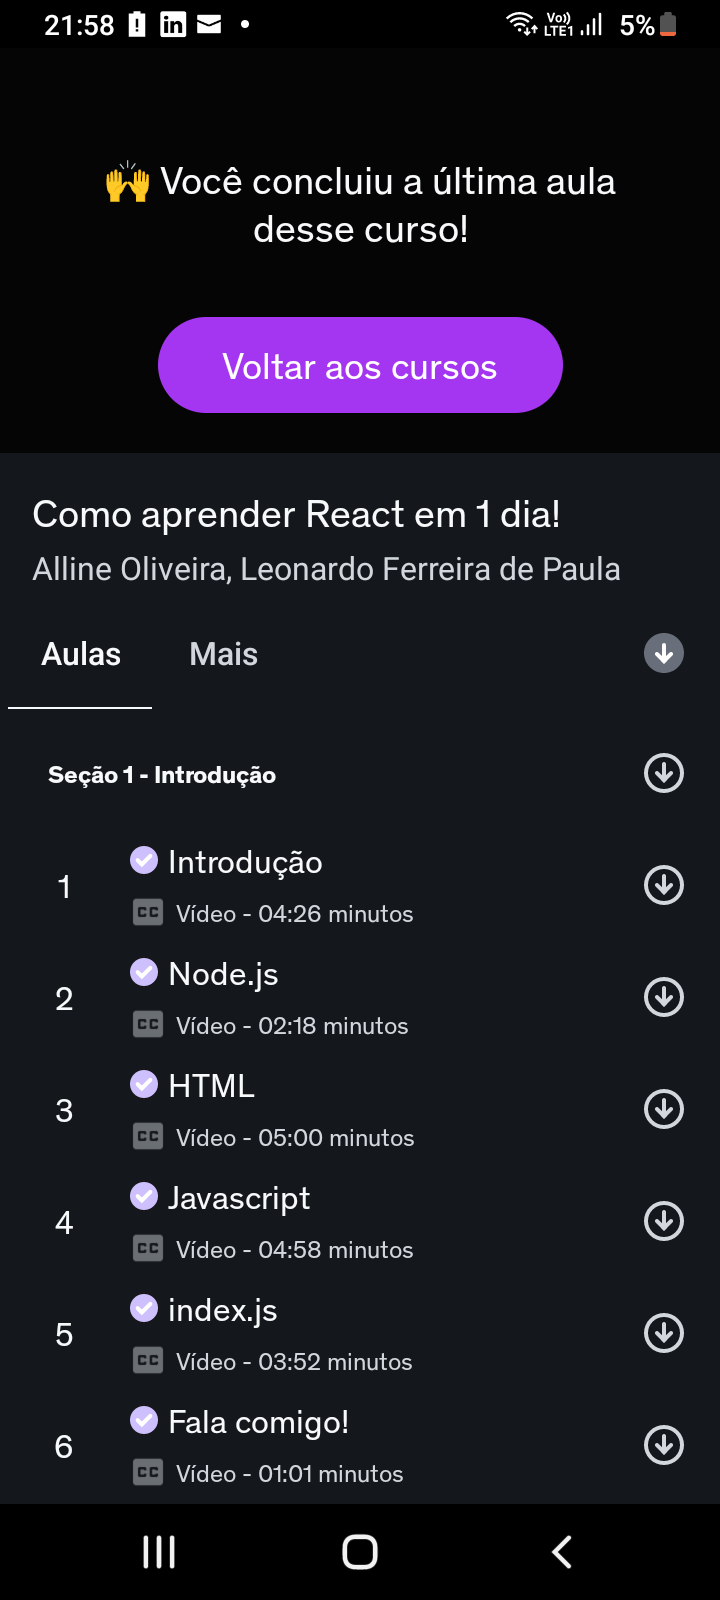 21:58
Vo))
LTE1
5%
🙌 Você concluiu a última aula
desse curso!
Voltar aos cursos
Como aprender React em 1 dia!
Alline Oliveira, Leonardo Ferreira de Paula
Aulas Mais
Seção 1 - Introdução
1
Introdução
CC Vídeo - 04:26 minutos
2
Node.js
CC Vídeo - 02:18 minutos
3
HTML
CC Vídeo - 05:00 minutos
4
Javascript
CC Vídeo - 04:58 minutos
5
index.js
CC Vídeo - 03:52 minutos
6
Fala comigo!
CC Vídeo - 01:01 minutos